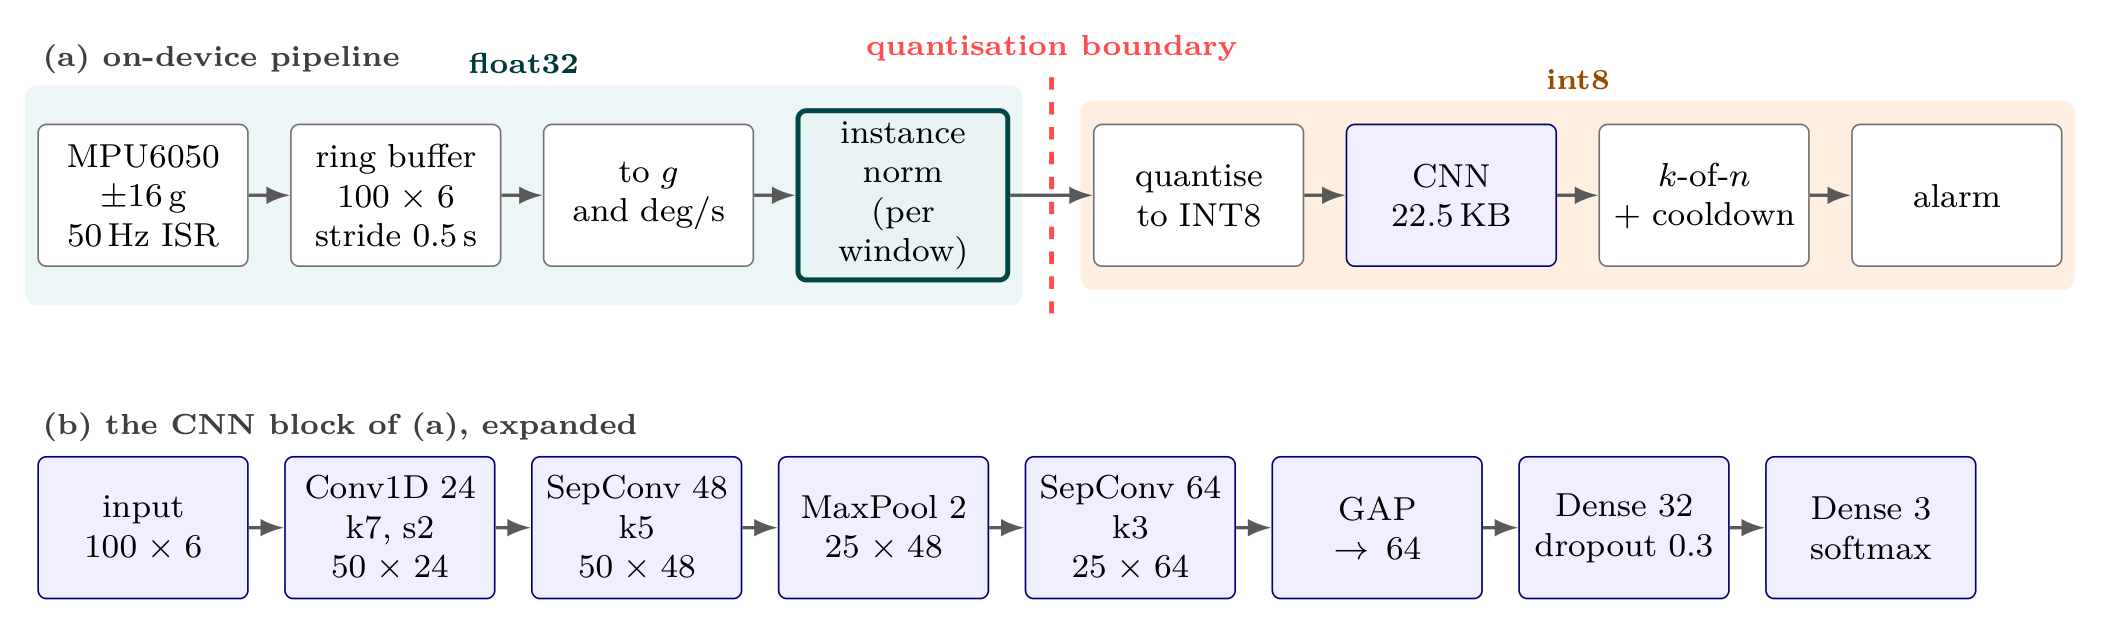 (a) on-device pipeline
float32
quantisation boundary
int8
MPU6050
±16 g
50 Hz ISR
ring buffer
100 × 6
stride 0.5 s
to g
and deg/s
instance
norm
(per
window)
quantise
to INT8
CNN
22.5 KB
k-of-n
+ cooldown
alarm
(b) the CNN block of (a), expanded
input
100 × 6
Conv1D 24
k7, s2
50 × 24
SepConv 48
k5
50 × 48
MaxPool 2
25 × 48
SepConv 64
k3
25 × 64
GAP
→ 64
Dense 32
dropout 0.3
Dense 3
softmax